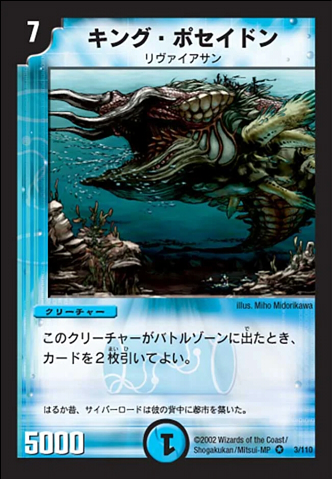 7
キング・ポセイドン
リヴァイアサン
illus. Miho Midorikawa
クリーチャー
このクリーチャーがバトルゾーンに出たとき、
カードを2枚引いてよい。
はるか昔、サイバーロードは彼の背中に都市を築いた。
5000
1
©2002 Wizards of the Coast/
Shogakukan/Mitsui-MP 3/110